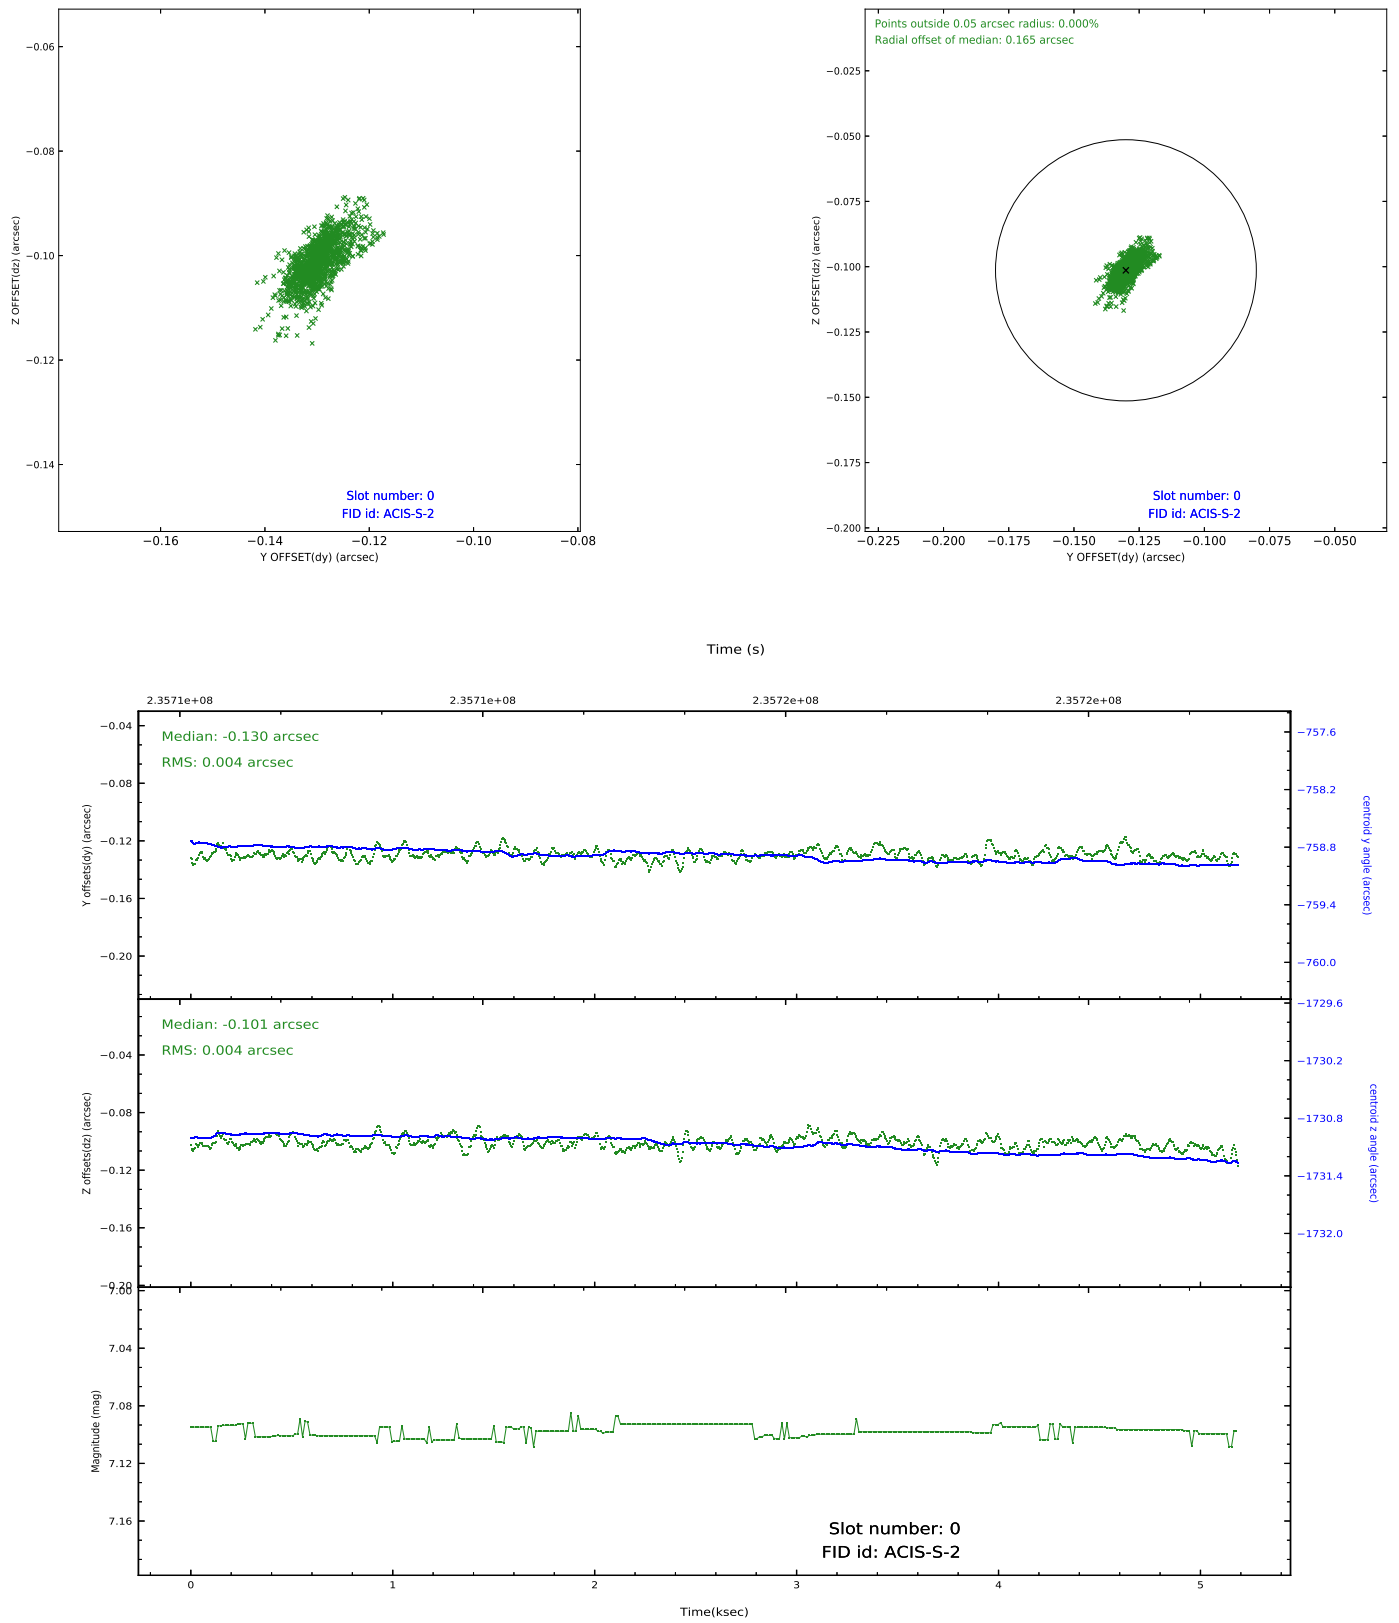 −0.06
−0.08
−0.10
−0.12
−0.14
Z OFFSET(dz) (arcsec)
Slot number: 0
FID id: ACIS-S-2
−0.16
−0.14
−0.12
−0.10
−0.08
Y OFFSET(dy) (arcsec)
Points outside 0.05 arcsec radius: 0.000%
Radial offset of median: 0.165 arcsec
−0.025
−0.050
−0.075
−0.100
−0.125
−0.150
−0.175
−0.200
Z OFFSET(dz) (arcsec)
Slot number: 0
FID id: ACIS-S-2
−0.225
−0.200
−0.175
−0.150
−0.125
−0.100
−0.075
−0.050
Y OFFSET(dy) (arcsec)
Time (s)
2.3571e+08
2.3571e+08
2.3572e+08
2.3572e+08
Median: -0.130 arcsec
RMS: 0.004 arcsec
−0.04
−0.08
−0.12
−0.16
−0.20
Y offsets(dy) (arcsec)
−757.6
−758.2
−758.8
−759.4
−760.0
centroid y angle (arcsec)
Median: -0.101 arcsec
RMS: 0.004 arcsec
−0.04
−0.08
−0.12
−0.16
−0.20
Z offsets(dz) (arcsec)
−1729.6
−1730.2
−1730.8
−1731.4
−1732.0
centroid z angle (arcsec)
7.00
7.04
7.08
7.12
7.16
Magnitude (mag)
Slot number: 0
FID id: ACIS-S-2
0
1
2
3
4
5
Time(ksec)